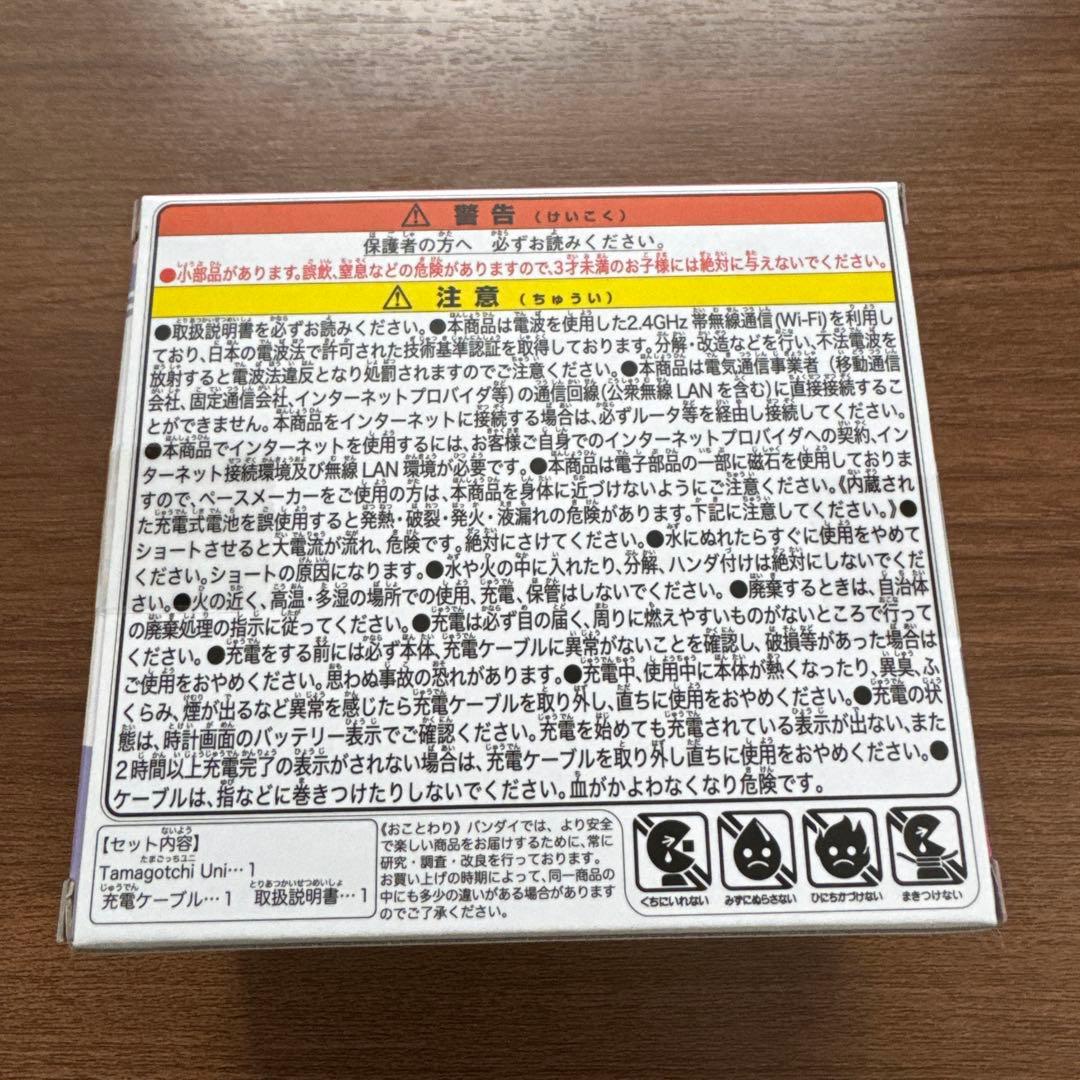 ⚠ 警告(けいこく)
保護者の方へ 必ずお読みください。
●小部品があります。誤飲、窒息などの危険がありますので、3才未満のお子様には絶対に与えないでください。
⚠ 注意(ちゅうい)
●取扱説明書を必ずお読みください。●本商品は電波を使用した2.4GHz 帯無線通信(Wi-Fi)を利用し
ており、日本の電波法で許可された技術基準認証を取得しております。分解・改造などを行い、不法電波を
放射すると電波法違反となり処罰されますのでご注意ください。●本商品は電気通信事業者(移動通信
会社、固定通信会社、インターネットプロバイダ等)の通信回線(公衆無線LANを含む)に直接接続するこ
とができません。本商品をインターネットに接続する場合は、必ずルータ等を経由し接続してください。
●本商品でインターネットを使用するには、お客様ご自身でのインターネットプロバイダへの契約、イン
ターネット接続環境及び無線 LAN 環境が必要です。●本商品は電子部品の一部に磁石を使用しておりま
すので、ペースメーカーをご使用の方は、本商品を身体に近づけないようにご注意ください。《内蔵され
た充電式電池を誤使用すると発熱・破裂・発火・液漏れの危険があります。下記に注意してください。》●
ショートさせると大電流が流れ、危険です。絶対にさけてください。●水にぬれたらすぐに使用をやめて
ください。ショートの原因になります。●水や火の中に入れたり、分解、ハンダ付けは絶対にしないでくだ
さい。●火の近く、高温・多湿の場所での使用、充電、保管はしないでください。●廃棄するときは、自治体
の廃棄処理の指示に従ってください。●充電は必ず目の届く、周りに燃えやすいものがないところで行って
ください。●充電をする前には必ず本体、充電ケーブルに異常がないことを確認し、破損等があった場合は
ご使用をおやめください。思わぬ事故の恐れがあります。●充電中、使用中に本体が熱くなったり、異臭、ふ
くらみ、煙が出るなど異常を感じたら充電ケーブルを取り外し、直ちに使用をおやめください。●充電の状
態は、時計画面のバッテリー表示でご確認ください。充電を始めても充電されている表示が出ない、また
2時間以上充電完了の表示がされない場合は、充電ケーブルを取り外し直ちに使用をおやめください。●
ケーブルは、指などに巻きつけたりしないでください。血がかよわなくなり危険です。
【セット内容】
Tamagotchi Uni…1
充電ケーブル…1 取扱説明書…1
《おことわり》バンダイでは、より安全
で楽しい商品をお届けするために、常に
研究・調査・改良を行っております。
お買い上げの時期によって、同一商品の
中にも多少の違いがある場合があります
のでご了承ください。
くちにいれない みずにぬらさない ひにちかづけない まきつけない